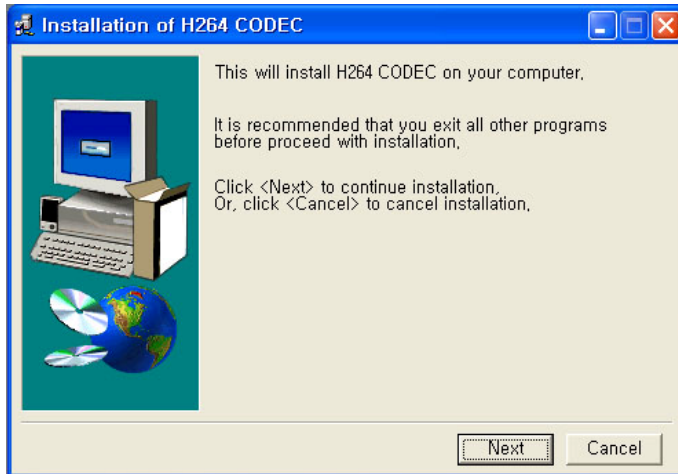 Installation of H264 CODEC
This will install H264 CODEC on your computer,
It is recommended that you exit all other programs
before proceed with installation,
Click <Next> to continue installation,
Or, click <Cancel> to cancel installation,
Next
Cancel